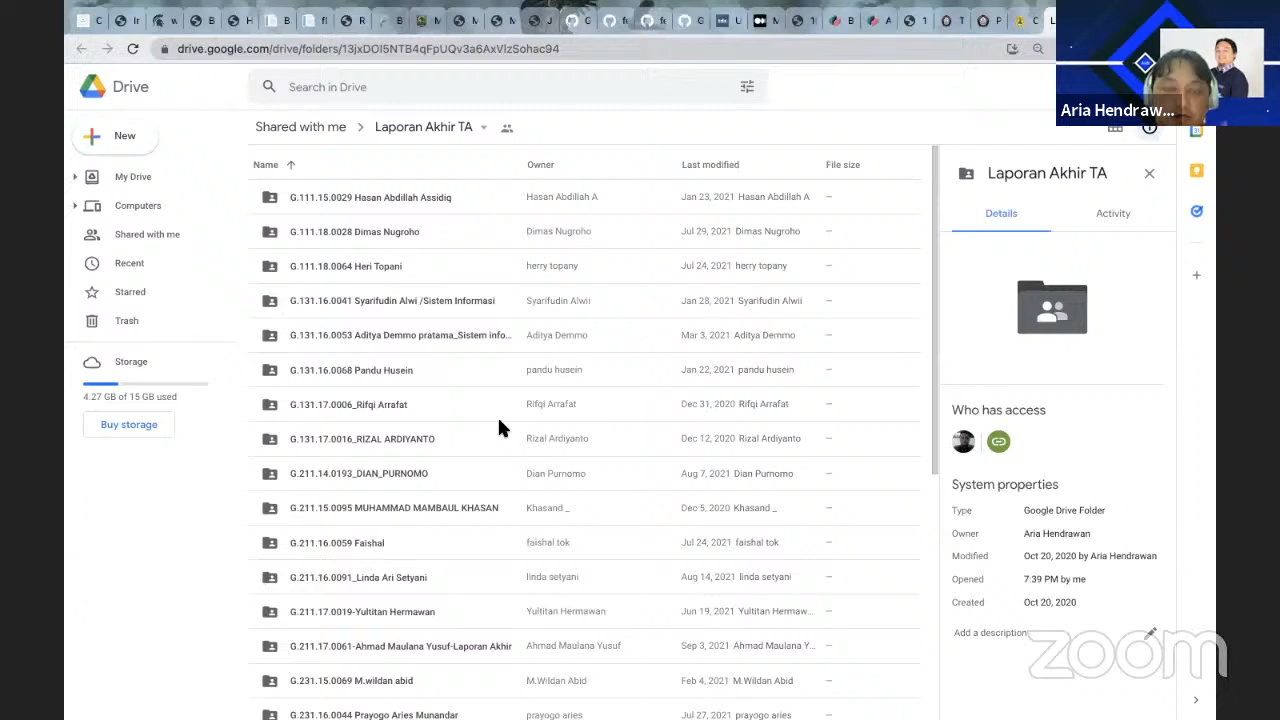 drive.google.com/drive/folders/13jxDOI5NTB4qFpUQv3a6AxVIzSohac94
Aria Hendraw...
Drive
Search in Drive
New
Shared with me > Laporan Akhir TA
My Drive
Computers
Shared with me
Recent
Starred
Trash
Storage
4.27 GB of 15 GB used
Buy storage
Name Owner Last modified File size
G.111.15.0029 Hasan Abdillah Assidiq Hasan Abdillah A Jan 23, 2021 Hasan Abdillah A —
G.111.18.0028 Dimas Nugroho Dimas Nugroho Jul 29, 2021 Dimas Nugroho —
G.111.18.0064 Heri Topani herry topany Jul 24, 2021 herry topany —
G.131.16.0041 Syarifudin Alwi /Sistem Informasi Syarifudin Alwii Jan 28, 2021 Syarifudin Alwii —
G.131.16.0053 Aditya Demmo pratama_Sistem info... Aditya Demmo Mar 3, 2021 Aditya Demmo —
G.131.16.0068 Pandu Husein pandu husein Jan 22, 2021 pandu husein —
G.131.17.0006_Rifqi Arrafat Rifqi Arrafat Dec 31, 2020 Rifqi Arrafat —
G.131.17.0016_RIZAL ARDIYANTO Rizal Ardiyanto Dec 12, 2020 Rizal Ardiyanto —
G.211.14.0193_DIAN_PURNOMO Dian Purnomo Aug 7, 2021 Dian Purnomo —
G.211.15.0095 MUHAMMAD MAMBAUL KHASAN Khasand _ Dec 5, 2020 Khasand _ —
G.211.16.0059 Faishal faishal tok Jul 24, 2021 faishal tok —
G.211.16.0091_Linda Ari Setyani linda setyani Aug 14, 2021 linda setyani —
G.211.17.0019-Yultitan Hermawan Yultitan Hermawan Jun 19, 2021 Yultitan Hermaw... —
G.211.17.0061-Ahmad Maulana Yusuf-Laporan Akhir Ahmad Maulana Yusuf Sep 3, 2021 Ahmad Maulana Y... —
G.231.15.0069 M.wildan abid M.Wildan Abid Feb 4, 2021 M.Wildan Abid —
G.231.16.0044 Prayogo Aries Munandar prayogo aries Jul 27, 2021 prayogo aries —
Laporan Akhir TA
Details Activity
Who has access
System properties
Type Google Drive Folder
Owner Aria Hendrawan
Modified Oct 20, 2020 by Aria Hendrawan
Opened 7:39 PM by me
Created Oct 20, 2020
Add a description
zoom